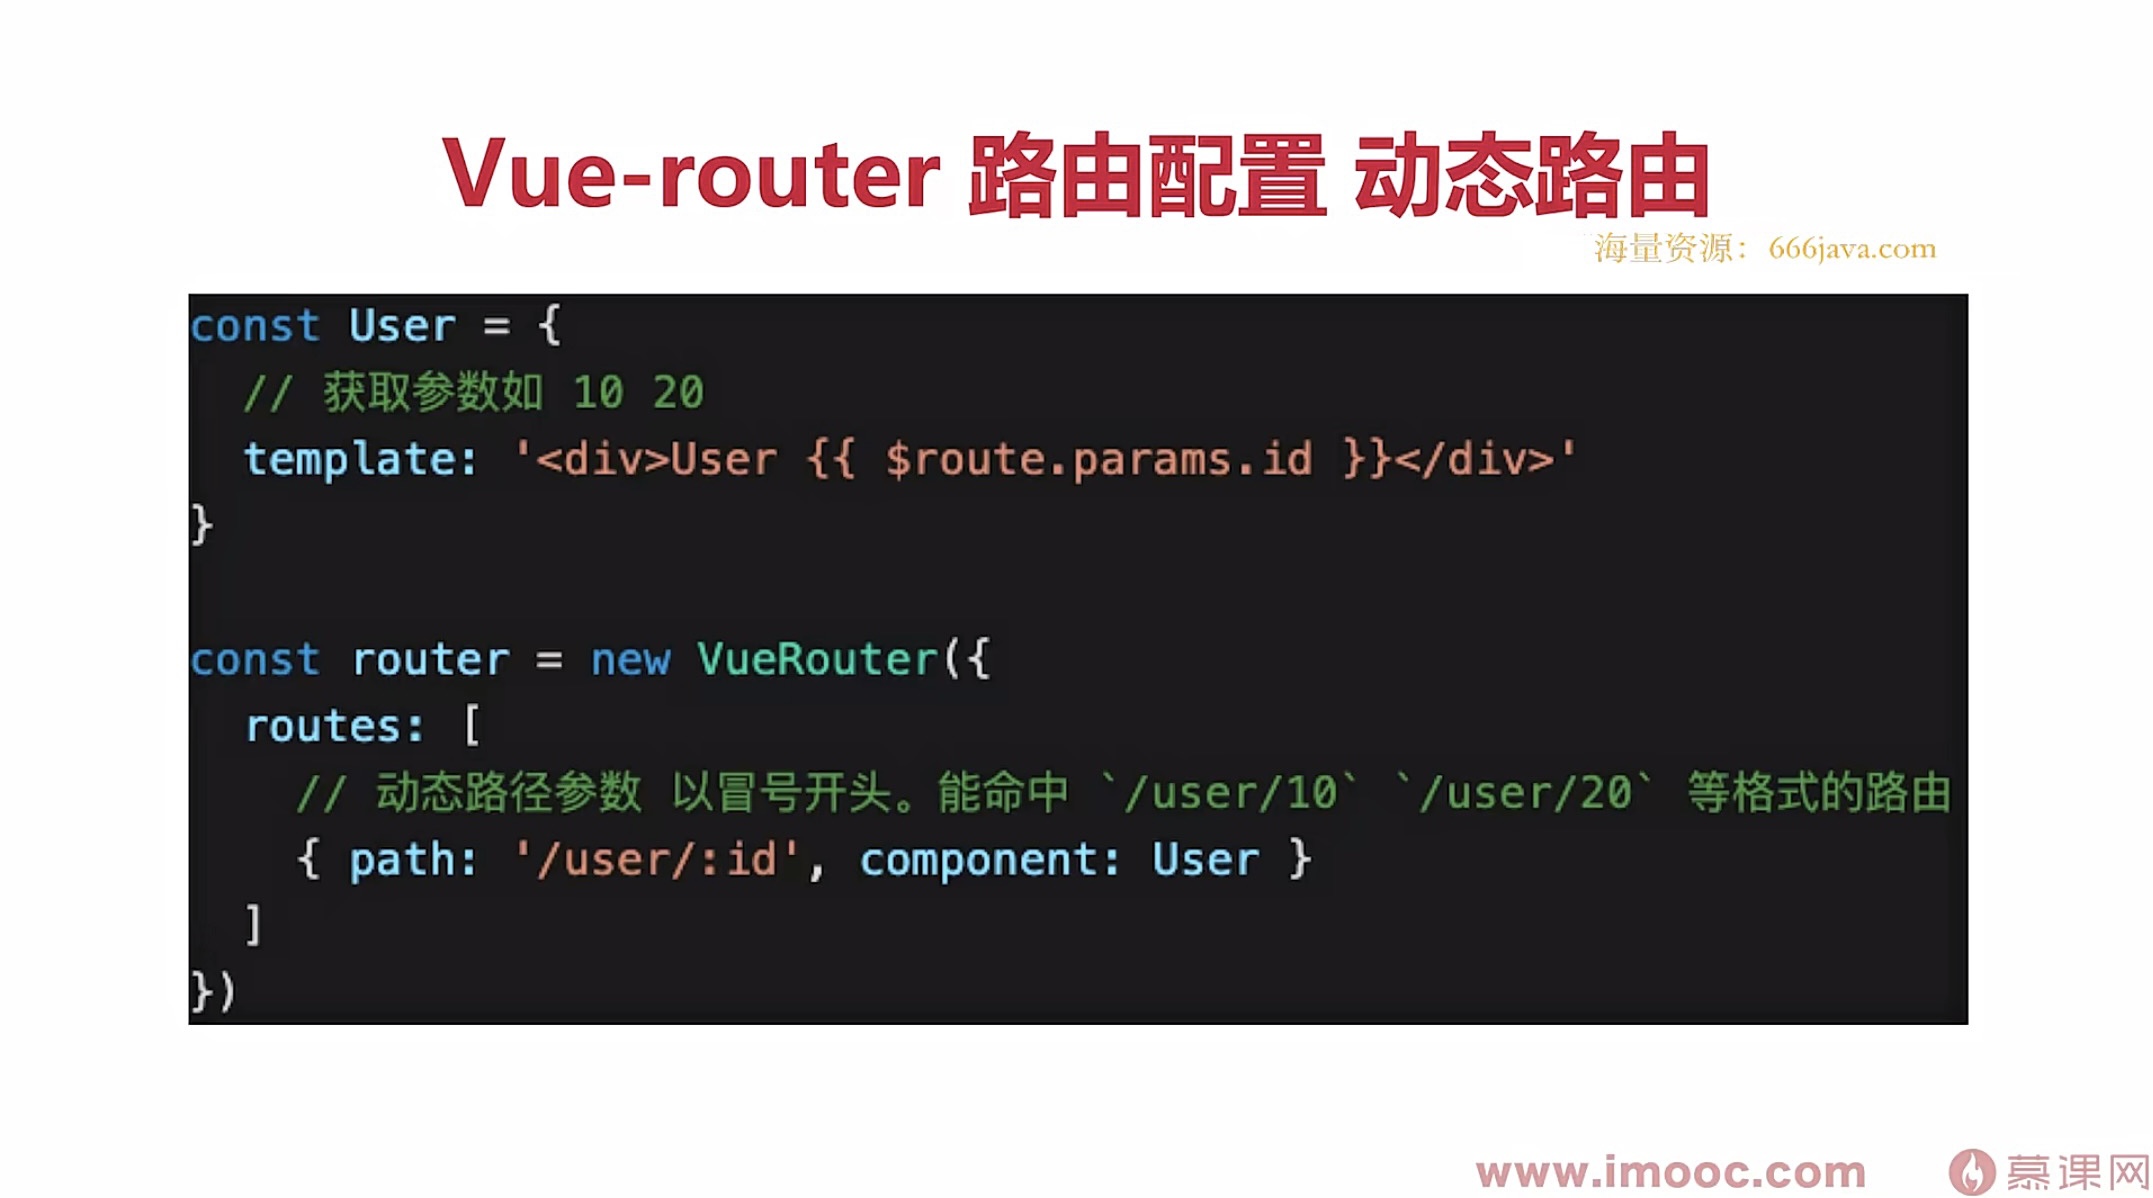 Vue-router 路由配置 动态路由
海量资源：666java.com
const User = {
  // 获取参数如 10 20
  template: '<div>User {{ $route.params.id }}</div>'
}
const router = new VueRouter({
  routes: [
    // 动态路径参数 以冒号开头。能命中 `/user/10` `/user/20` 等格式的路由
    { path: '/user/:id', component: User }
  ]
})
www.imooc.com 慕课网